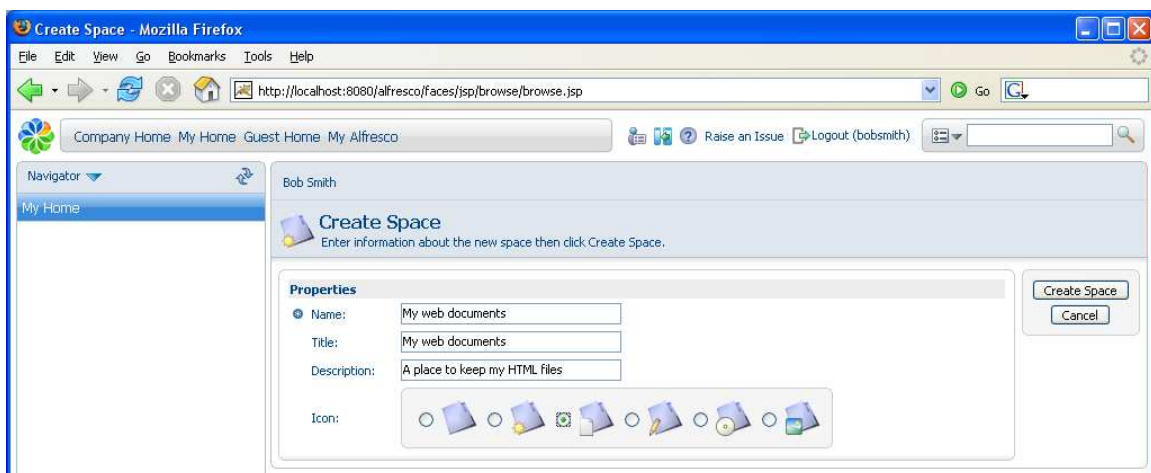 Create Space - Mozilla Firefox
File Edit View Go Bookmarks Tools Help
http://localhost:8080/alfresco/faces/jsp/browse/browse.jsp Go G
Company Home My Home Guest Home My Alfresco ? Raise an Issue Logout (bobsmith)
Navigator
My Home
Bob Smith
Create Space
Enter information about the new space then click Create Space.
Properties
Name: My web documents
Title: My web documents
Description: A place to keep my HTML files
Icon:
Create Space
Cancel